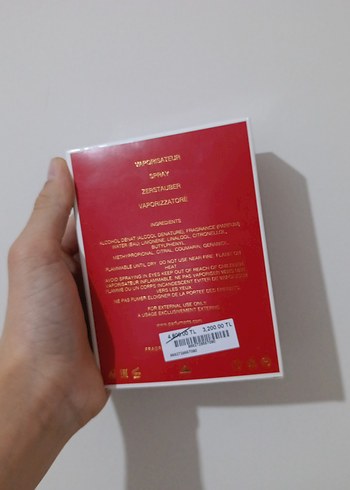 VAPORISATEUR
SPRAY
ZERSTAUBER
VAPORIZZATORE
INGREDIENTS
ALCOHOL DENAT (ALCOOL DENATURE), FRAGRANCE (PARFUM),
WATER (EAU), LIMONENE, LINALOOL, CITRONELLOL,
BUTYLPHENYL
METHYLPROPIONAL, CITRAL, COUMARIN, GERANIOL
FLAMMABLE UNTIL DRY. DO NOT USE NEAR FIRE, FLAME OR
HEAT
AVOID SPRAYING IN EYES KEEP OUT OF REACH OF CHILDREN
VAPORISATEUR INFLAMMABLE. NE PAS VAPORISER VERS UNE
FLAMME OU UN CORPS INCANDESCENT EVITER
VERS LES YEUX
NE PAS FUMER ELOIGNER DE LA PORTEE DES ENFANTS.
FOR EXTERNAL USE ONLY
A USAGE EXCLUSIVEMENT EXTERNE
3,200.00 TL